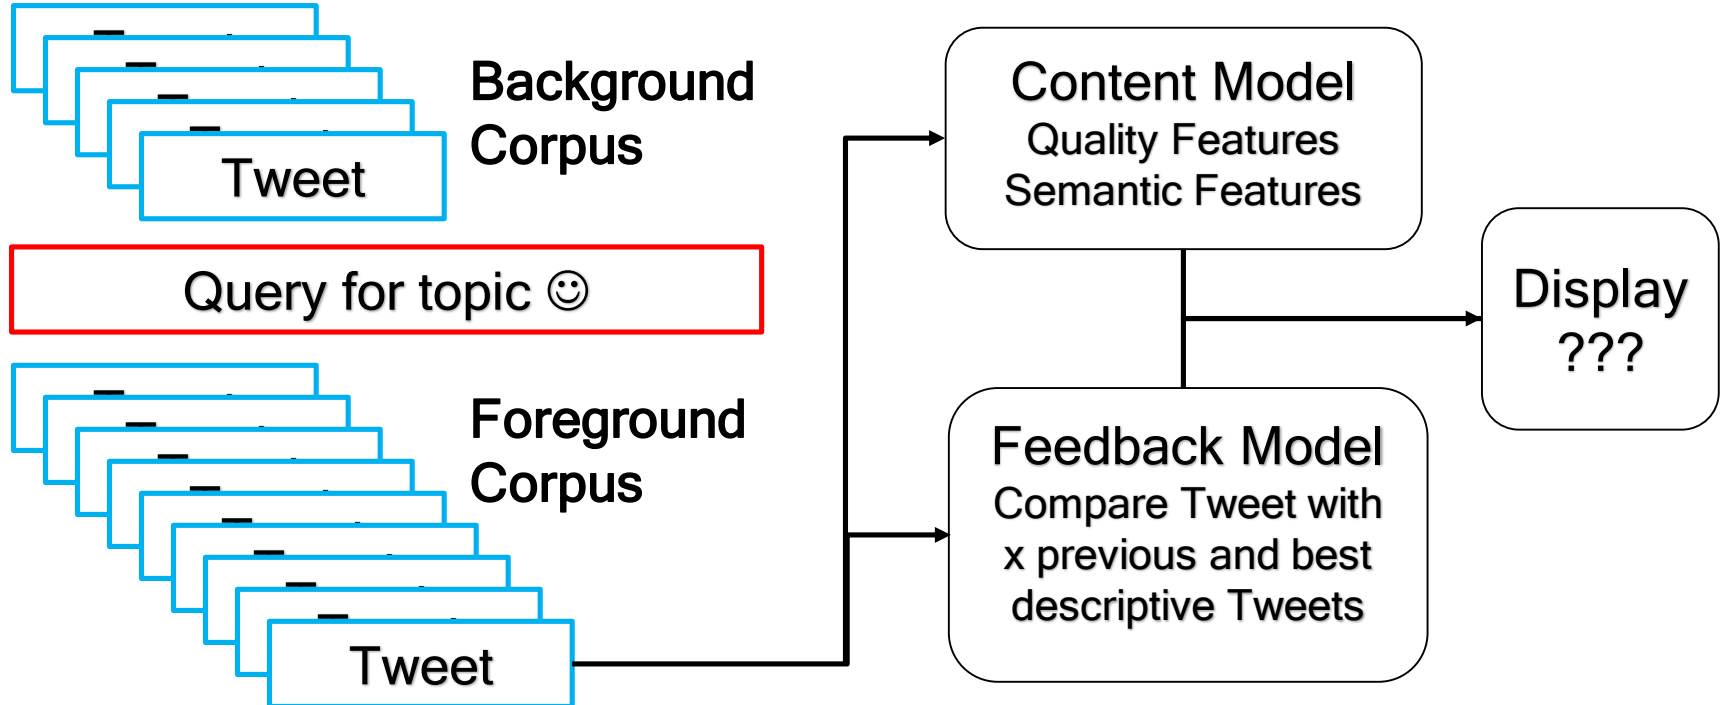 Background
Corpus
Tweet
Query for topic ☺
Foreground
Corpus
Tweet
Content Model
Quality Features
Semantic Features
Feedback Model
Compare Tweet with
x previous and best
descriptive Tweets
Display
???